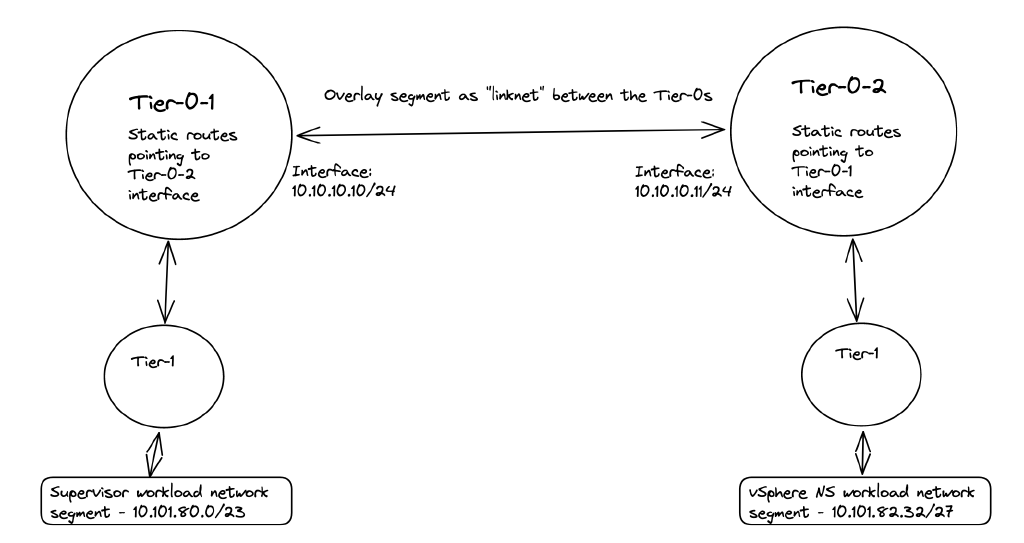 Tier-0-1
Static routes
pointing to
Tier-0-2
interface
Overlay segment as "linknet" between the Tier-0s
Interface:
10.10.10.10/24
Interface:
10.10.10.11/24
Tier-0-2
Static routes
pointing to
Tier-0-1
interface
Tier-1
Tier-1
Supervisor workload network
segment - 10.101.80.0/23
vSphere NS workload network
segment - 10.101.82.32/27